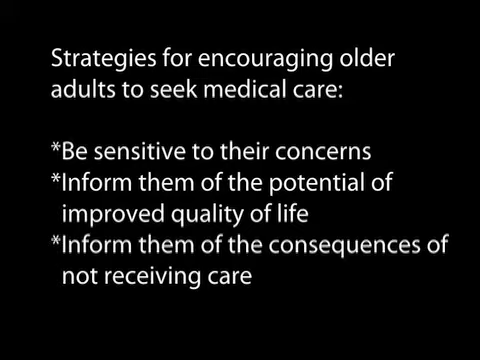 Strategies for encouraging older
adults to seek medical care:
*Be sensitive to their concerns
*Inform them of the potential of
improved quality of life
*Inform them of the consequences of
not receiving care